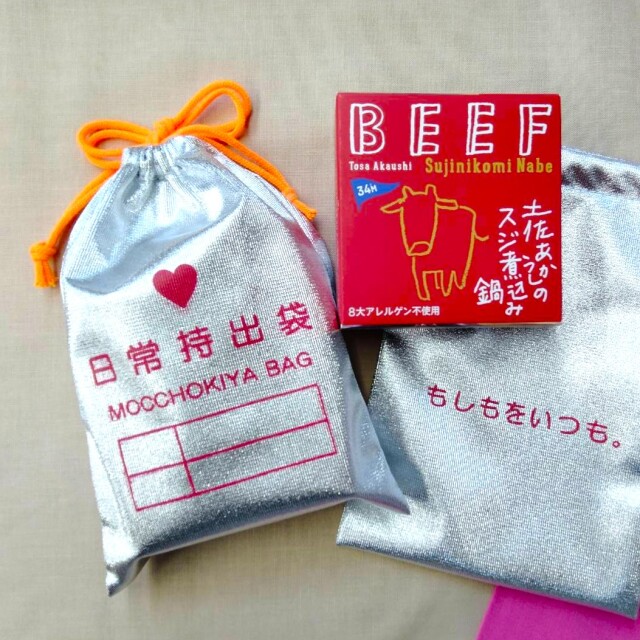 日常持出袋
MOCCHOKIYA BAG
BEEF
Tosa Akaushi Sujinikomi Nabe
34M
土佐あかうしの
スジ煮込み
鍋
8大アレルゲン不使用
もしもをいつも。